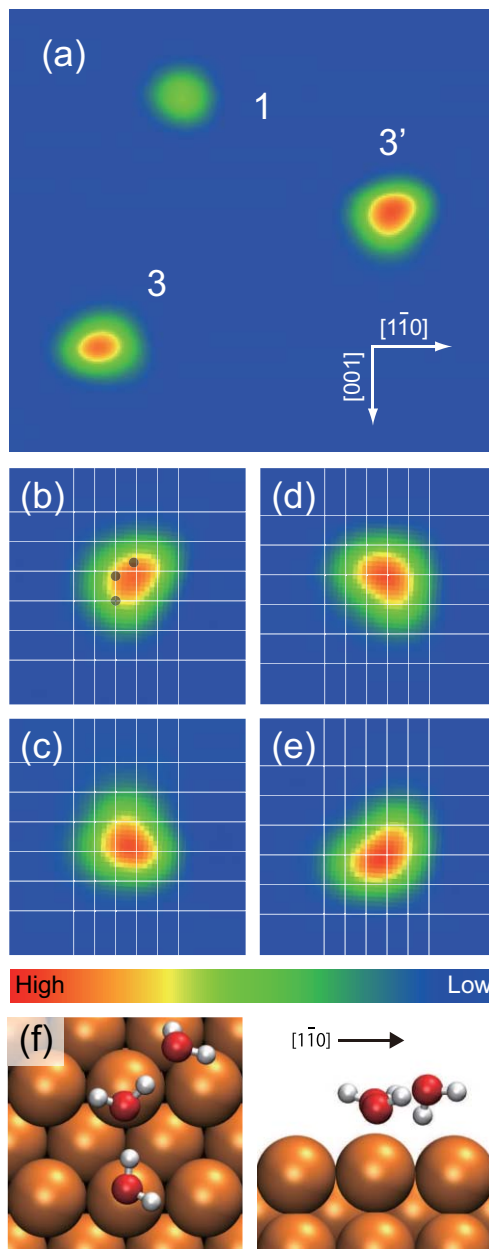 (a)
1
3'
3
[11̄0]
[001]
(b)
(d)
(c)
(e)
High
Low
(f)
[11̄0]